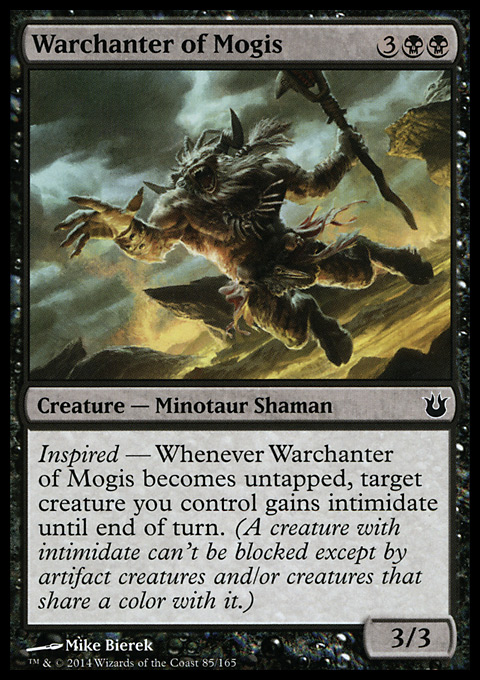 Warchanter of Mogis 3
Creature — Minotaur Shaman
Inspired — Whenever Warchanter
of Mogis becomes untapped, target
creature you control gains intimidate
until end of turn. (A creature with
intimidate can't be blocked except by
artifact creatures and/or creatures that
share a color with it.)
Mike Bierek
3/3
™ & © 2014 Wizards of the Coast 85/165